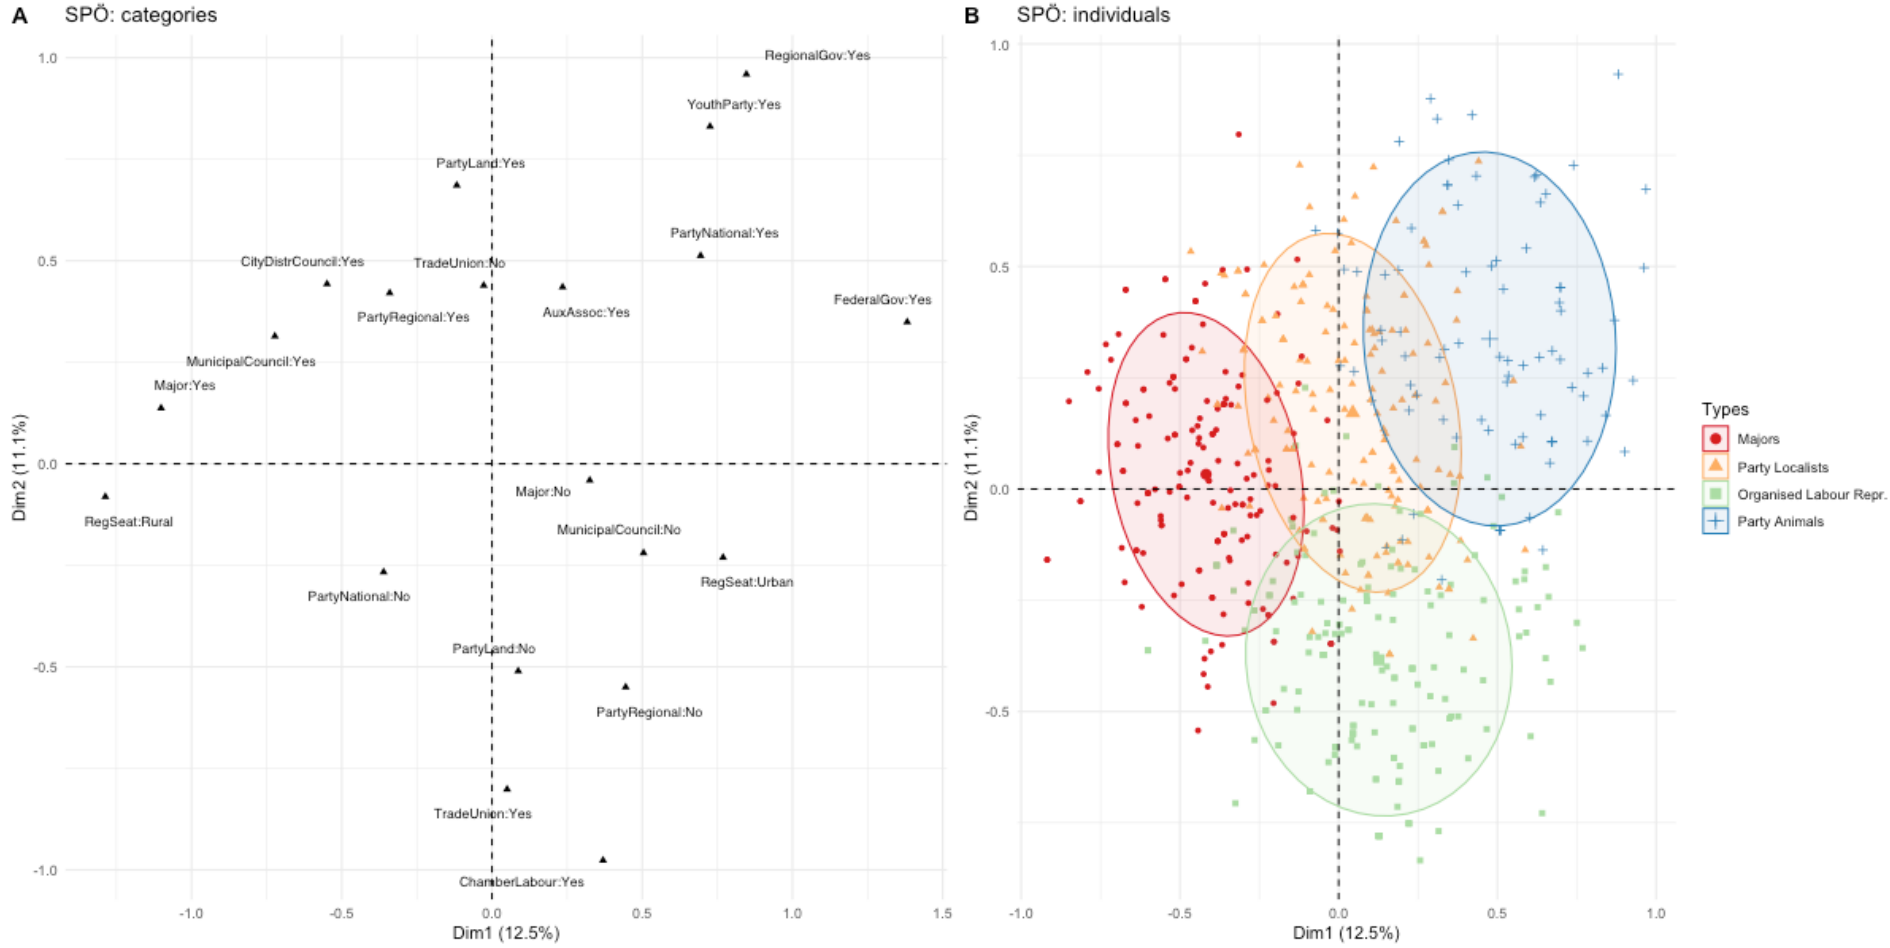 A SPÖ: categories
RegionalGov:Yes
YouthParty:Yes
PartyLand:Yes
PartyNational:Yes
CityDistrCouncil:Yes
TradeUnion:No
FederalGov:Yes
PartyRegional:Yes
AuxAssoc:Yes
MunicipalCouncil:Yes
Major:Yes
Major:No
RegSeat:Rural
MunicipalCouncil:No
RegSeat:Urban
PartyNational:No
PartyLand:No
PartyRegional:No
TradeUnion:Yes
ChamberLabour:Yes
1.0
0.5
0.0
-0.5
-1.0
-1.0 -0.5 0.0 0.5 1.0 1.5
Dim1 (12.5%)
Dim2 (11.1%)
B SPÖ: individuals
1.0
0.5
0.0
-0.5
-1.0 -0.5 0.0 0.5 1.0
Dim1 (12.5%)
Dim2 (11.1%)
Types
Majors
Party Localists
Organised Labour Repr.
Party Animals